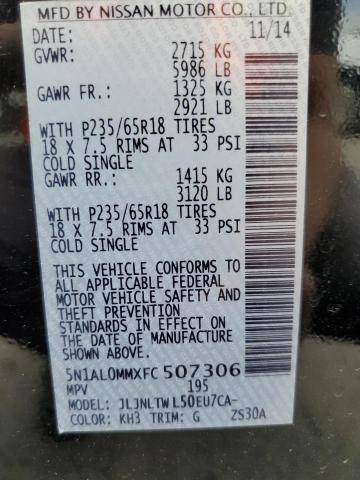 MFD BY NISSAN MOTOR CO., LTD.
DATE: 11/14
GVWR: 2715 KG
5986 LB
GAWR FR: 1325 KG
2921 LB
WITH P235/65R18 TIRES
18 X 7.5 RIMS AT 33 PSI
COLD SINGLE
GAWR RR.: 1415 KG
3120 LB
WITH P235/65R18 TIRES
18 X 7.5 RIMS AT 33 PSI
COLD SINGLE
THIS VEHICLE CONFORMS TO
ALL APPLICABLE FEDERAL
MOTOR VEHICLE SAFETY AND
THEFT PREVENTION
STANDARDS IN EFFECT ON
THE DATE OF MANUFACTURE
SHOWN ABOVE.
5N1AL0MMXFC 507306
MPV 195
MODEL: JLJNLTW L50EU7CA-
COLOR: KH3 TRIM: G ZS30A